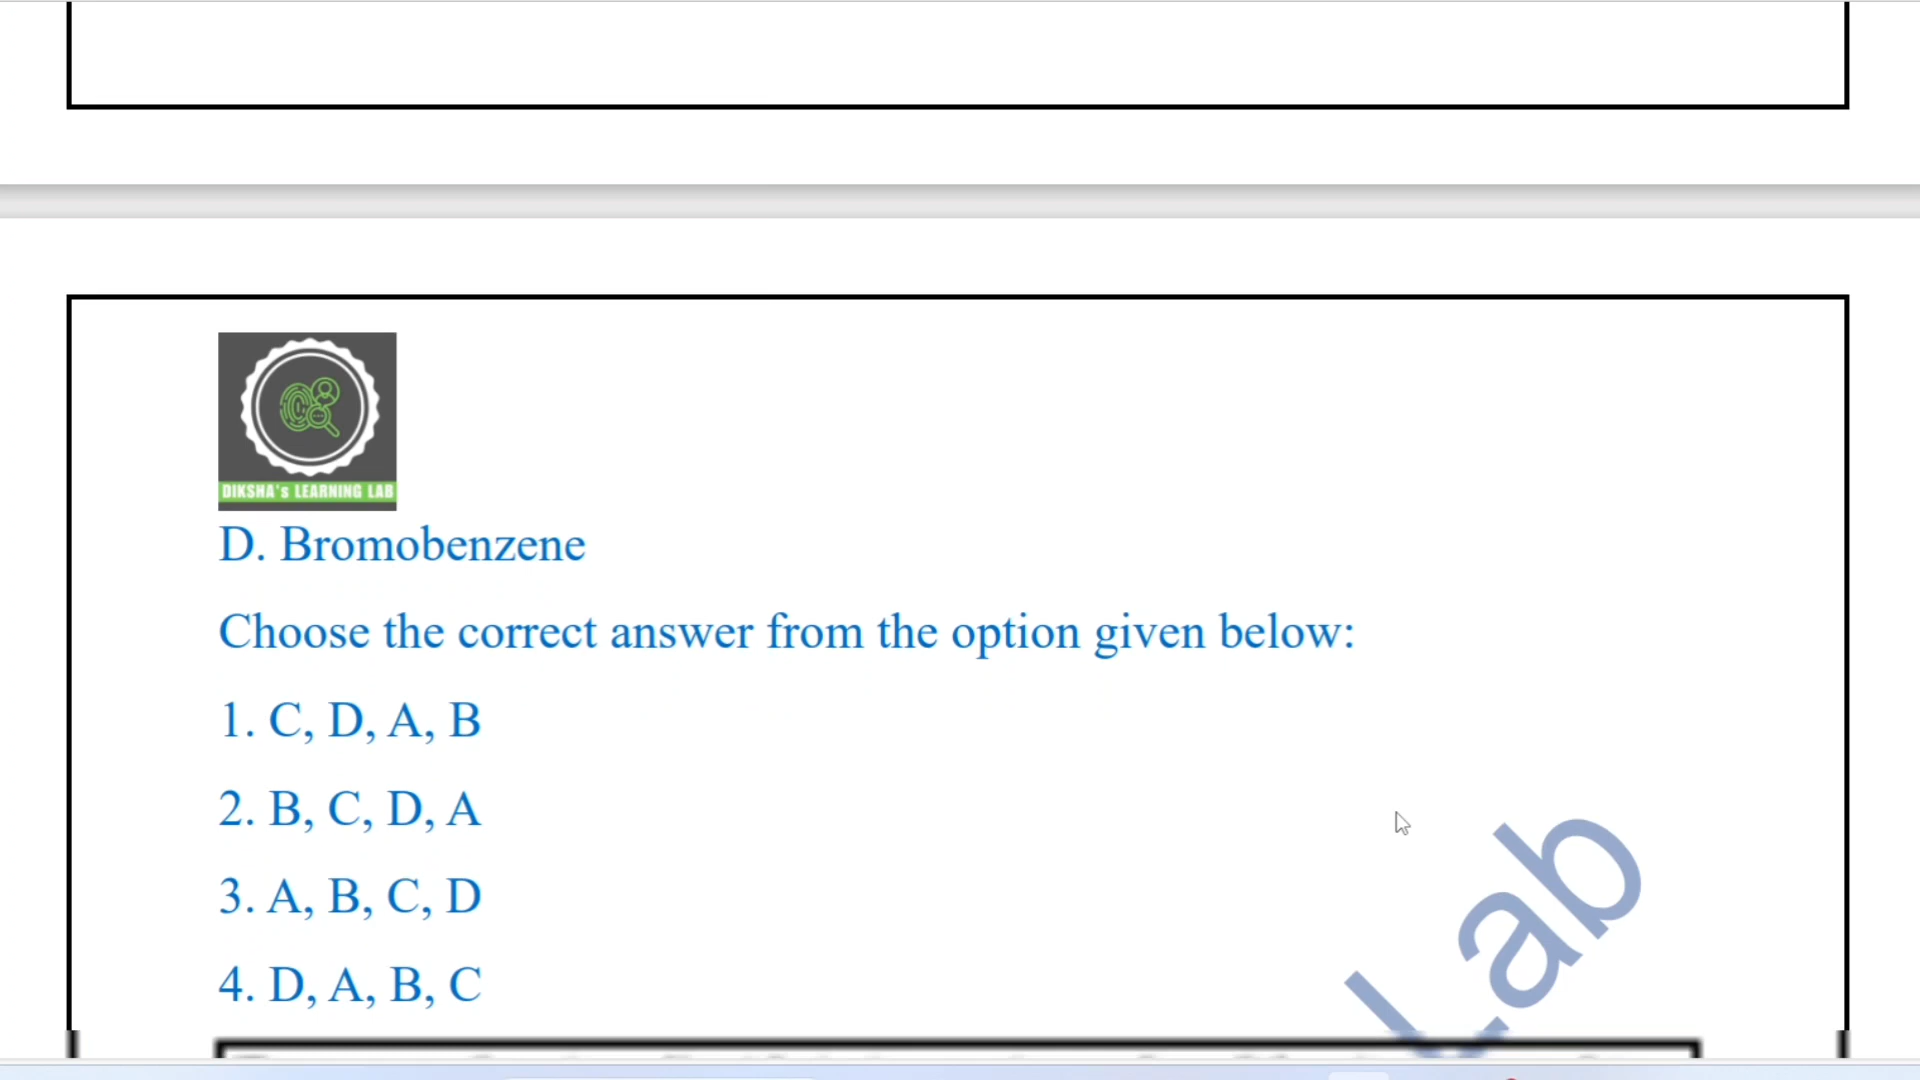 DIKSHA's LEARNING LAB
D. Bromobenzene
Choose the correct answer from the option given below:
1. C, D, A, B
2. B, C, D, A
3. A, B, C, D
4. D, A, B, C
Lab